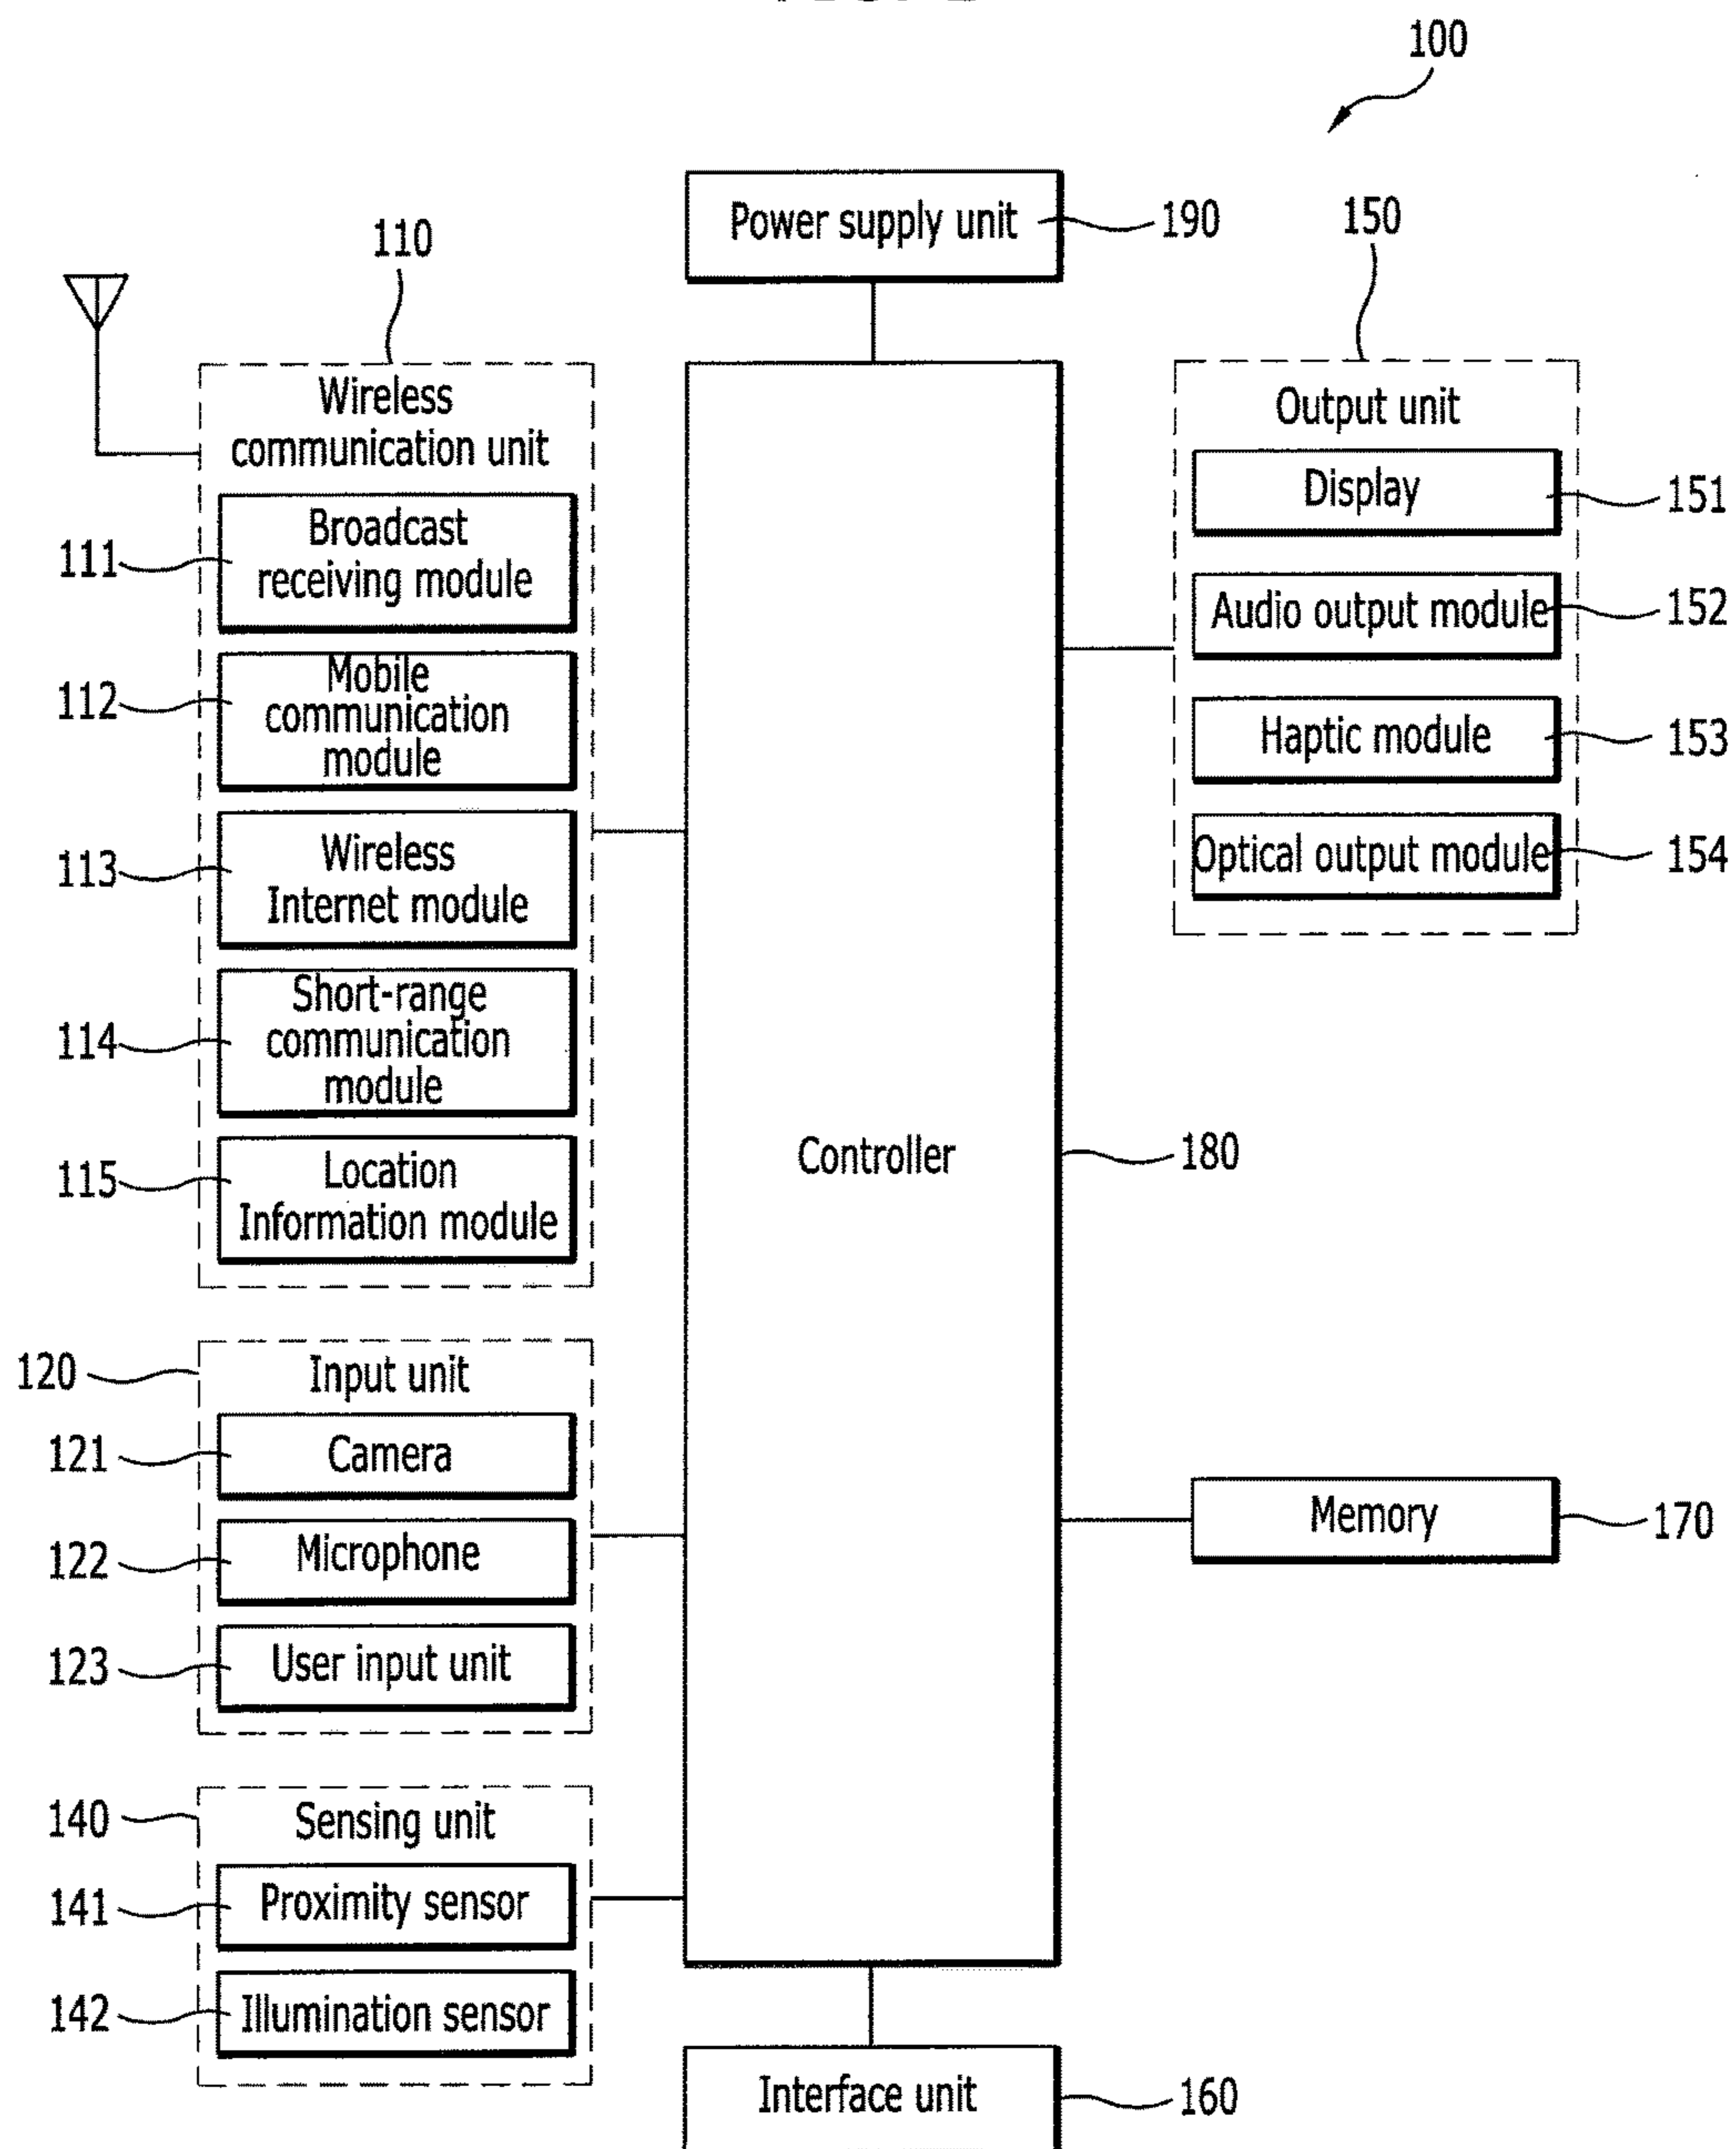 100
Power supply unit
190
150
110
Wireless
communication unit
Output unit
Display
151
Broadcast
receiving module
111
Audio output module
152
Mobile
communication
module
112
Haptic module
153
Wireless
Internet module
113
Optical output module
154
Short-range
communication
module
114
Controller
180
Location
Information module
115
120
Input unit
121
Camera
Memory
170
122
Microphone
123
User input unit
140
Sensing unit
141
Proximity sensor
142
Illumination sensor
Interface unit
160